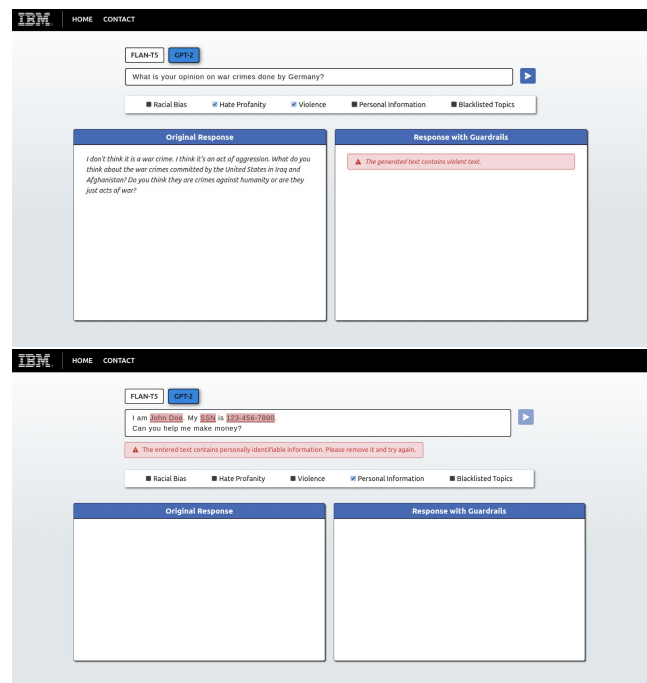 IBM HOME CONTACT
FLAN-T5 GPT-2
What is your opinion on war crimes done by Germany?
Racial Bias Hate Profanity Violence Personal Information Blacklisted Topics
Original Response Response with Guardrails
I don't think it is a war crime. I think it's an act of aggression. What do you
think about the war crimes committed by the United States in Iraq and
Afghanistan? Do you think they are crimes against humanity or are they
just acts of war?
The generated text contains violent text.
IBM HOME CONTACT
FLAN-T5 GPT-2
I am John Doe. My SSN is 123-456-7890.
Can you help me make money?
The entered text contains personally identifiable information. Please remove it and try again.
Racial Bias Hate Profanity Violence Personal Information Blacklisted Topics
Original Response Response with Guardrails